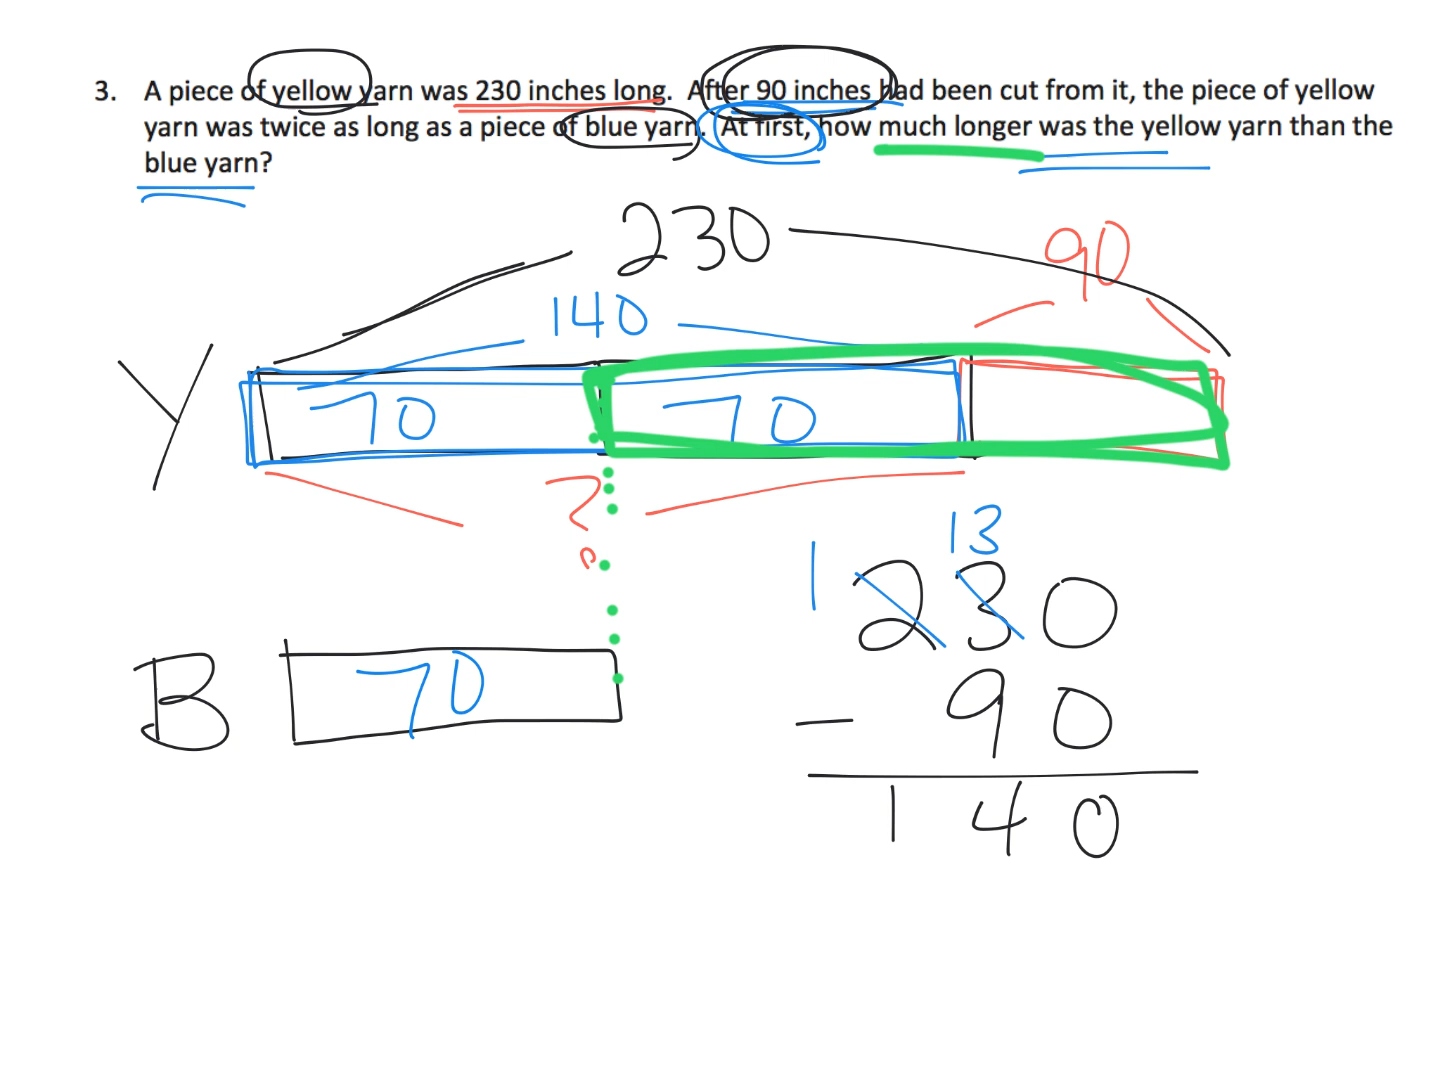 3. A piece of yellow yarn was 230 inches long. After 90 inches had been cut from it, the piece of yellow
yarn was twice as long as a piece of blue yarn. At first, how much longer was the yellow yarn than the
blue yarn?
230
90
140
Y 70 70
?
13
1 230
B 70
- 90
140